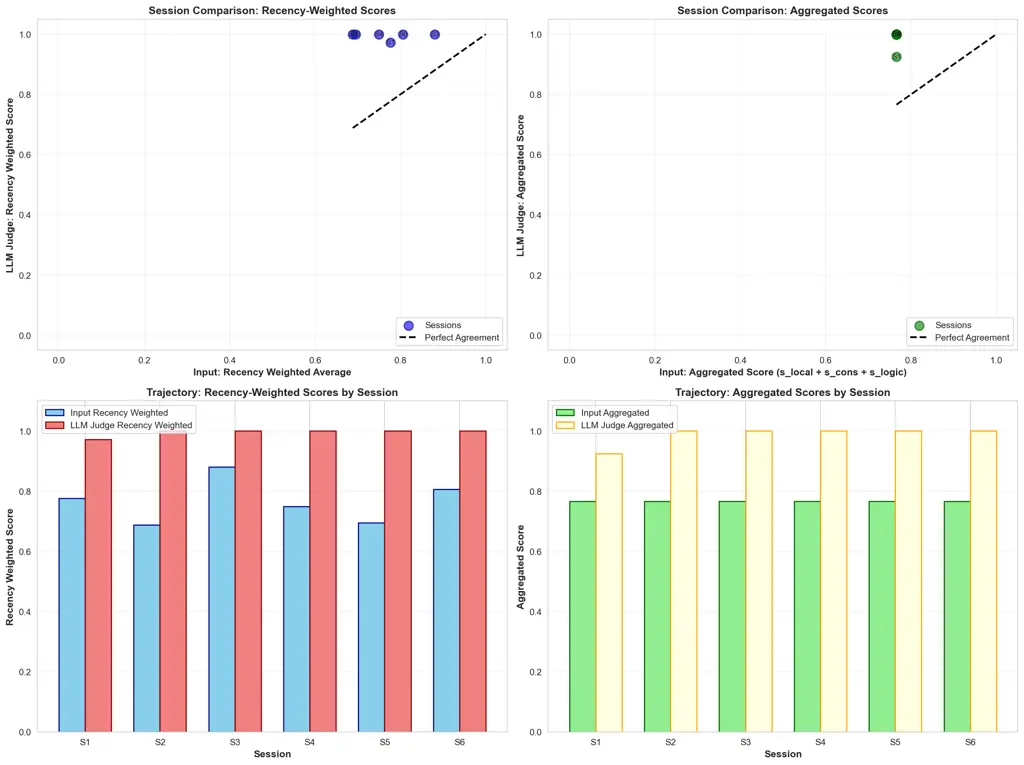 Session Comparison: Recency-Weighted Scores
LLM Judge: Recency Weighted Score
1.0
0.8
0.6
0.4
0.2
0.0
Sessions
Perfect Agreement
0.0 0.2 0.4 0.6 0.8 1.0
Input: Recency Weighted Average
Session Comparison: Aggregated Scores
LLM Judge: Aggregated Score
1.0
0.8
0.6
0.4
0.2
0.0
S1
Sessions
Perfect Agreement
0.0 0.2 0.4 0.6 0.8 1.0
Input: Aggregated Score (s_local + s_cons + s_logic)
Trajectory: Recency-Weighted Scores by Session
Recency Weighted Score
Input Recency Weighted
LLM Judge Recency Weighted
1.0
0.8
0.6
0.4
0.2
0.0
S1 S2 S3 S4 S5 S6
Session
Trajectory: Aggregated Scores by Session
Aggregated Score
Input Aggregated
LLM Judge Aggregated
1.0
0.8
0.6
0.4
0.2
0.0
S1 S2 S3 S4 S5 S6
Session